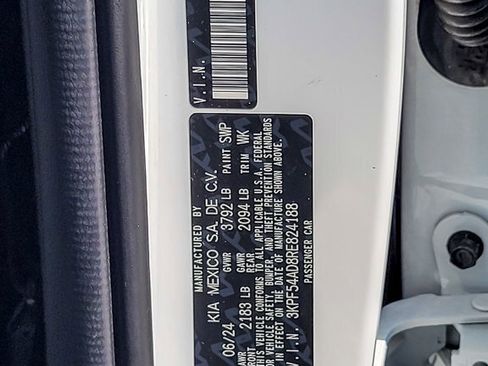 V.I.N.
MANUFACTURED BY
KIA MEXICO S.A. DE C.V.
06/24 GVWR 3792 LB PAINT SWP
GAWR FRONT 2183 LB GAWR REAR 2094 LB TRIM WK
THIS VEHICLE CONFORMS TO ALL APPLICABLE U.S.A. FEDERAL
MOTOR VEHICLE SAFETY, BUMPER, AND THEFT PREVENTION STANDARDS
IN EFFECT ON THE DATE OF MANUFACTURE SHOWN ABOVE.
V.I.N. 3KPF54AD8RE824188
PASSENGER CAR